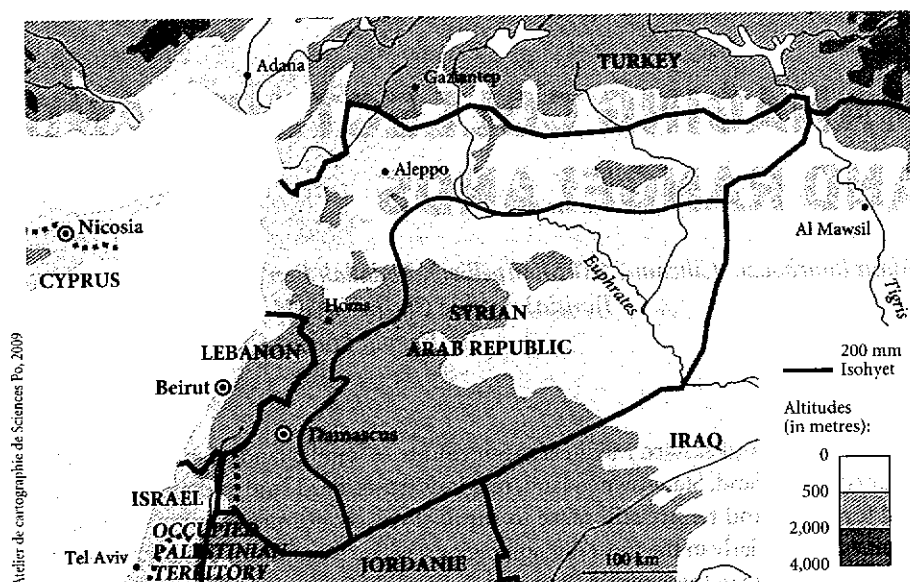 Adana
Gaziantep
TURKEY
Aleppo
Nicosia
CYPRUS
Al Mawsil
Tigris
Euphrates
Homs
SYRIAN
ARAB REPUBLIC
LEBANON
Beirut
200 mm
Isohyet
Damascus
IRAQ
Altitudes
(in metres):
0
500
2,000
4,000
ISRAEL
OCCUPIED
PALESTINIAN
TERRITORY
Tel Aviv
JORDANIE
100 km
Atelier de cartographie de Sciences Po, 2009